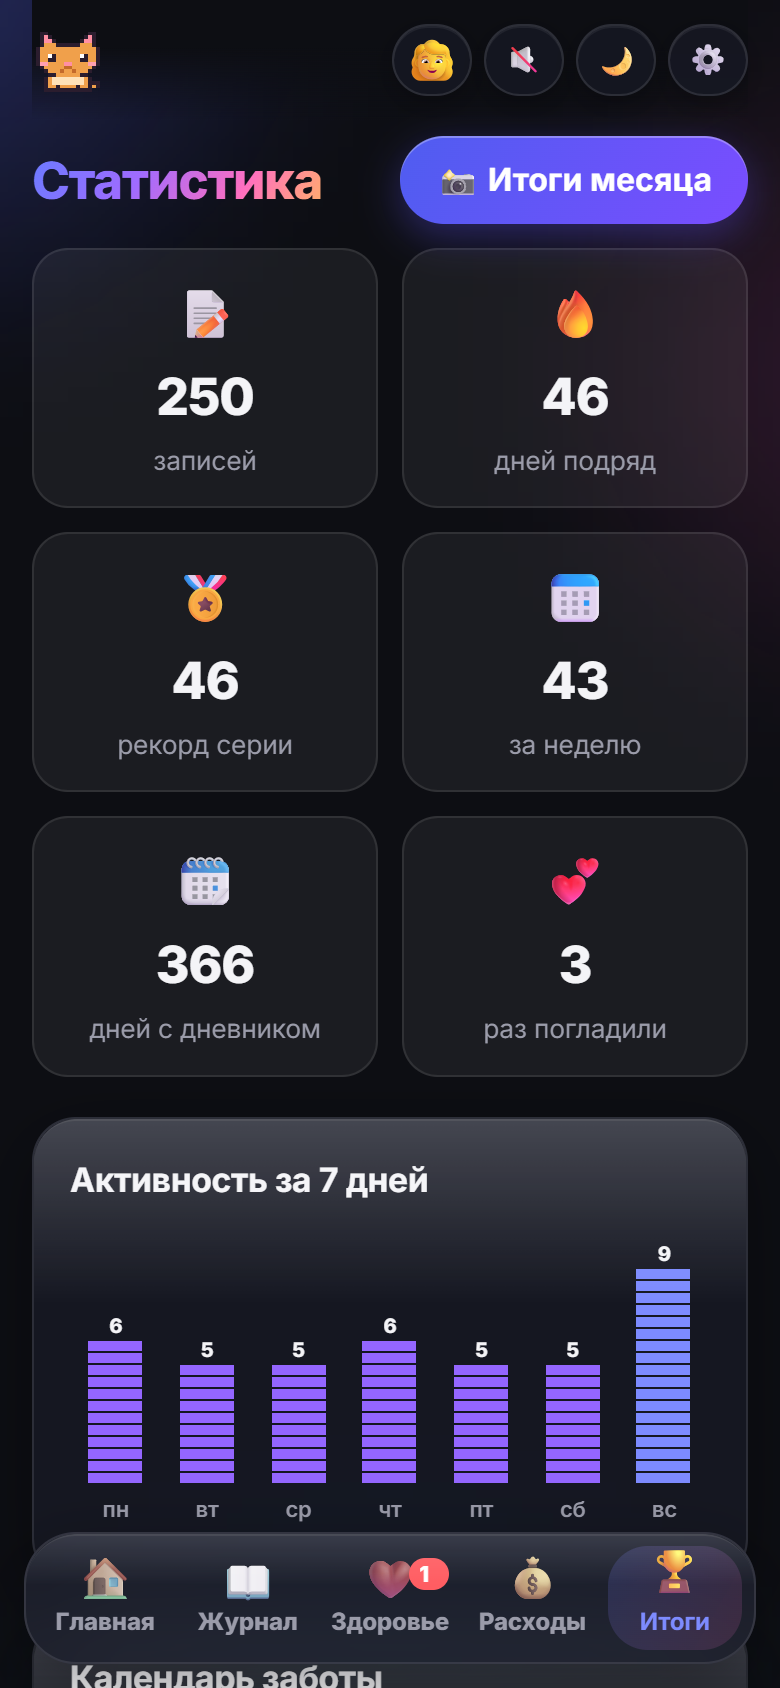 Статистика
Итоги месяца
250
записей
46
дней подряд
46
рекорд серии
43
за неделю
366
дней с дневником
3
раз погладили
Активность за 7 дней
6 5 5 6 5 5 9
пн вт ср чт пт сб вс
1
Главная Журнал Здоровье Расходы Итоги
Календарь заботы